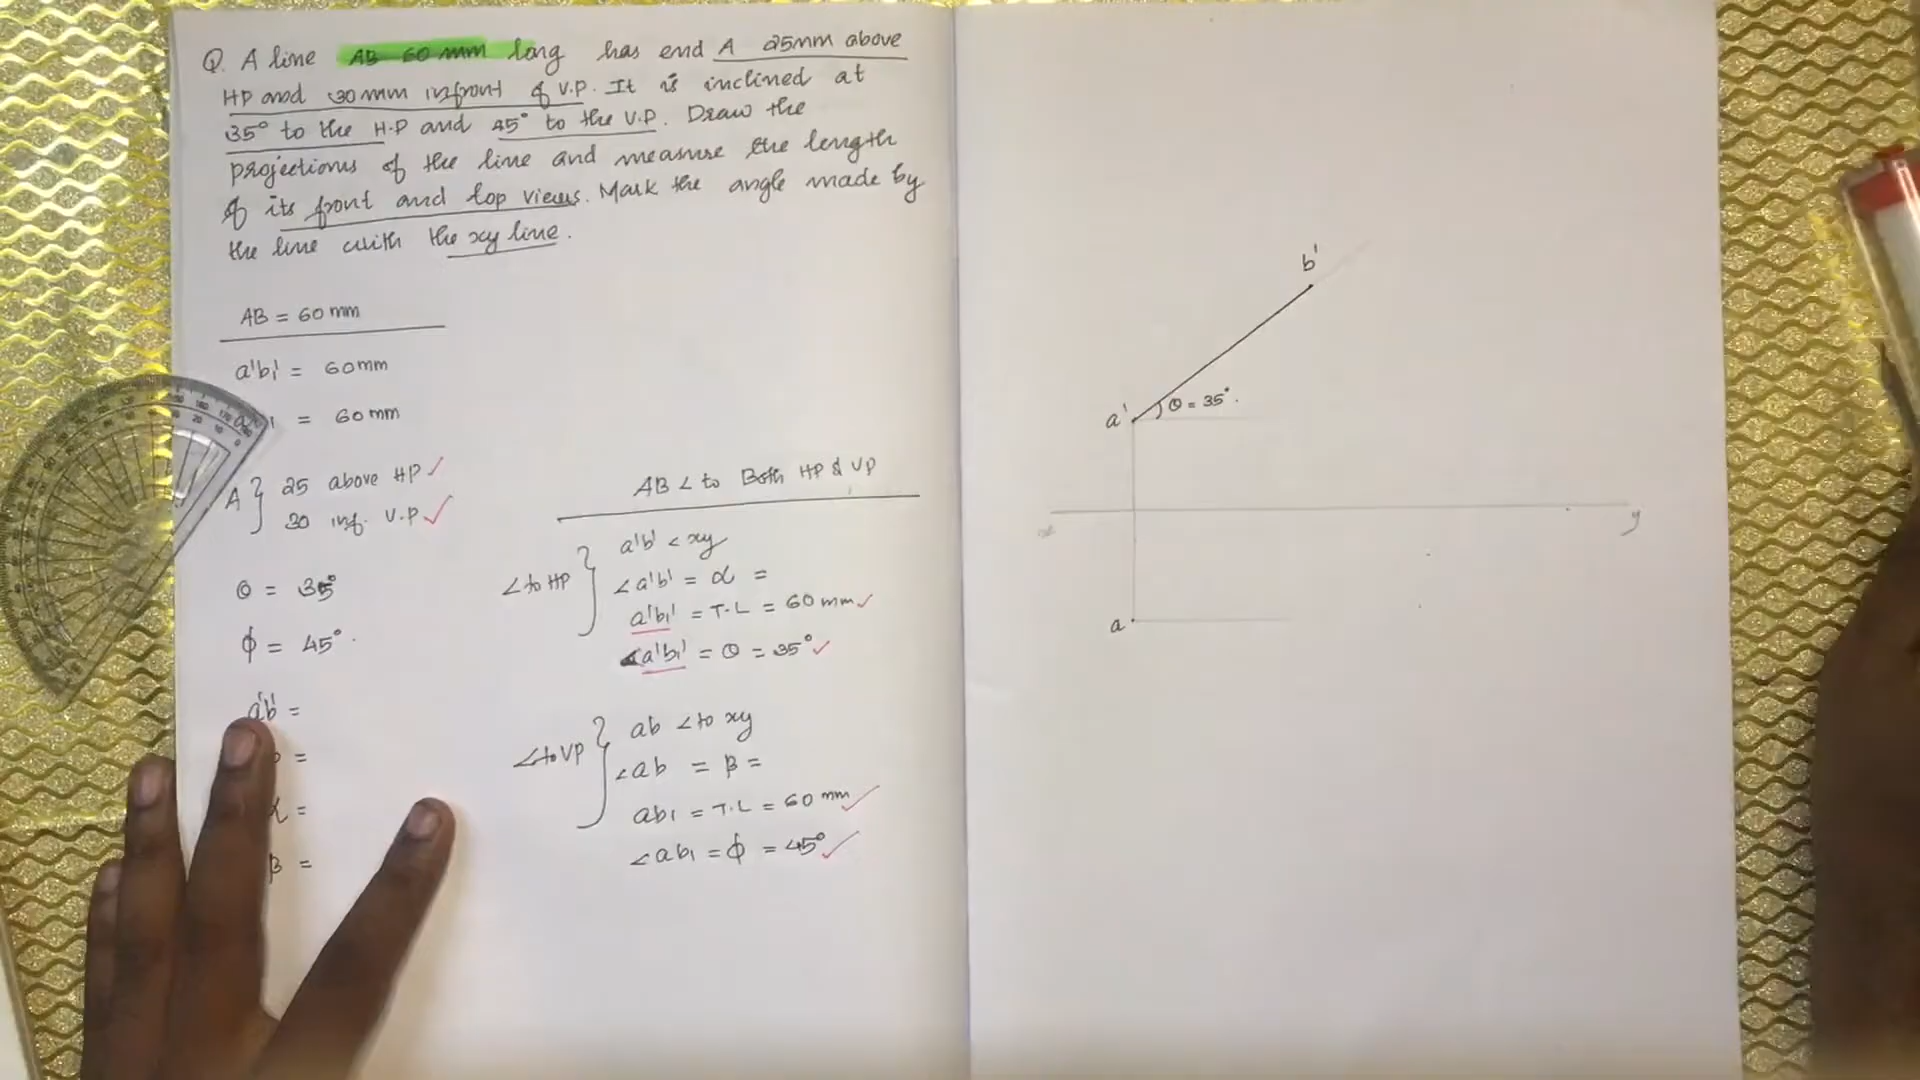 Q. A line AB 60 mm long has end A 25mm above
HP and 30mm infront of V.P. It is inclined at
35° to the H.P and 45° to the V.P. Draw the
projections of the line and measure the length
of its front and top views. Mark the angle made by
the line with the xy line.
AB = 60 mm
a'b₁' = 60mm
= 60 mm
A } 25 above HP ✓
30 inf. V.P ✓
θ = 35°
ϕ = 45°.
a'b' =
=
α =
β =
AB ∠ to Both HP & VP
∠ to HP { a'b' < xy
∠a'b' = α =
a'b₁' = T.L = 60 mm ✓
∠a'b₁' = θ = 35° ✓
∠to VP { ab ∠to xy
∠ab = β =
ab₁ = T.L = 60 mm ✓
∠ab₁ = ϕ = 45° ✓
b'
a'
θ = 35°.
x
y
a